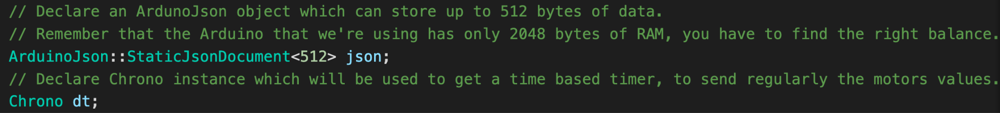 // Declare an ArdunoJson object which can store up to 512 bytes of data.
// Remember that the Arduino that we're using has only 2048 bytes of RAM, you have to find the right balance.
ArduinoJson::StaticJsonDocument<512> json;
// Declare Chrono instance which will be used to get a time based timer, to send regularly the motors values.
Chrono dt;